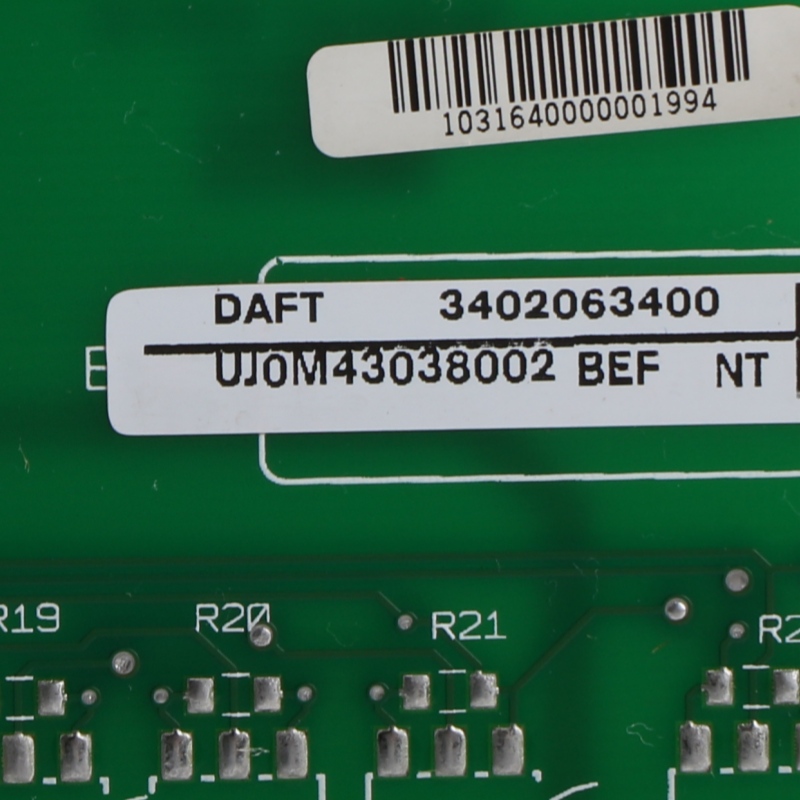 1031640000001994
DAFT 3402063400
UJ0M43038002 BEF NT
E
R19 R20 R21